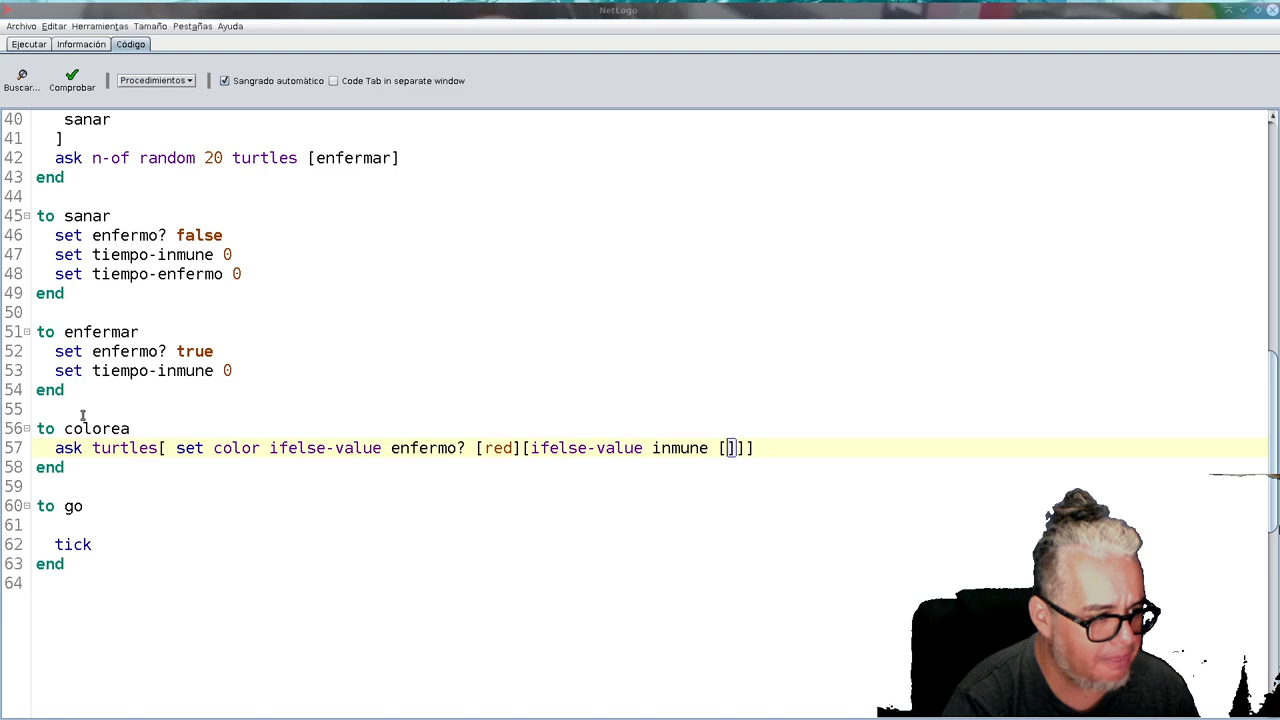 NetLogo
Archivo Editar Herramientas Tamaño Pestañas Ayuda
Ejecutar Información Código
Buscar... Comprobar Procedimientos Sangrado automático Code Tab in separate window
40 sanar
41 ]
42 ask n-of random 20 turtles [enfermar]
43 end
44
45 to sanar
46 set enfermo? false
47 set tiempo-inmune 0
48 set tiempo-enfermo 0
49 end
50
51 to enfermar
52 set enfermo? true
53 set tiempo-inmune 0
54 end
55
56 to colorea
57 ask turtles[ set color ifelse-value enfermo? [red][ifelse-value inmune []]]
58 end
59
60 to go
61
62 tick
63 end
64